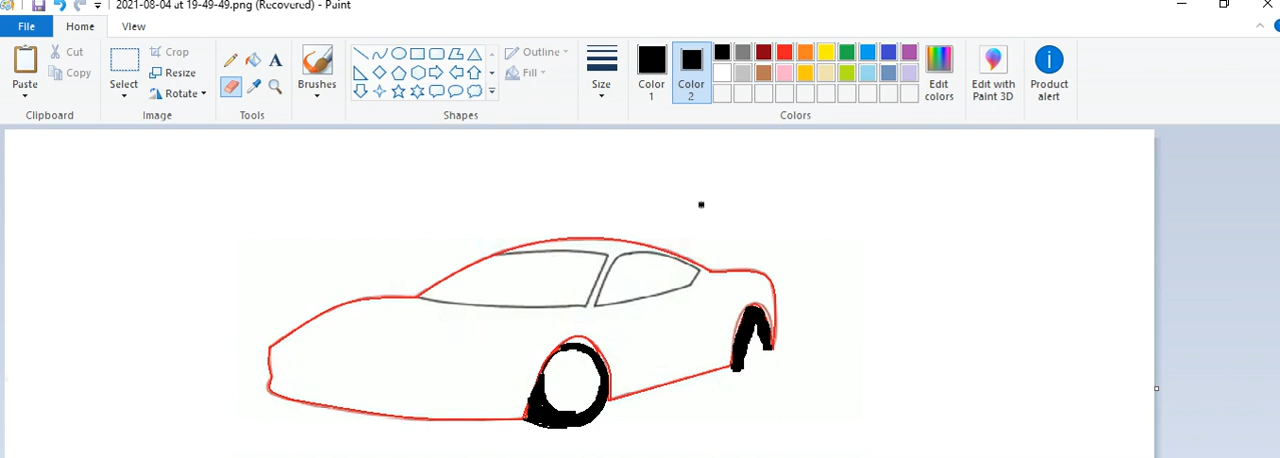 2021-08-04 at 19-49-49.png (Recovered) - Paint
File Home View
Paste
Cut
Copy
Clipboard
Select
Crop
Resize
Rotate
Image
A
Tools
Brushes
Outline
Fill
Shapes
Size
Color 1
Color 2
Edit colors
Colors
Edit with Paint 3D
Product alert